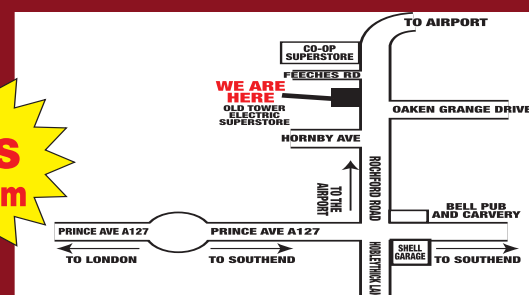 TO AIRPORT
CO-OP
SUPERSTORE
FEECHES RD
WE ARE
HERE
OLD TOWER
ELECTRIC
SUPERSTORE
OAKEN GRANGE DRIVE
HORNBY AVE
TO THE
AIRPORT
ROCHFORD ROAD
BELL PUB
AND CARVERY
PRINCE AVE A127
PRINCE AVE A127
SHELL
GARAGE
TO LONDON
TO SOUTHEND
TO SOUTHEND
HOBLEYTHICK LA
s
m